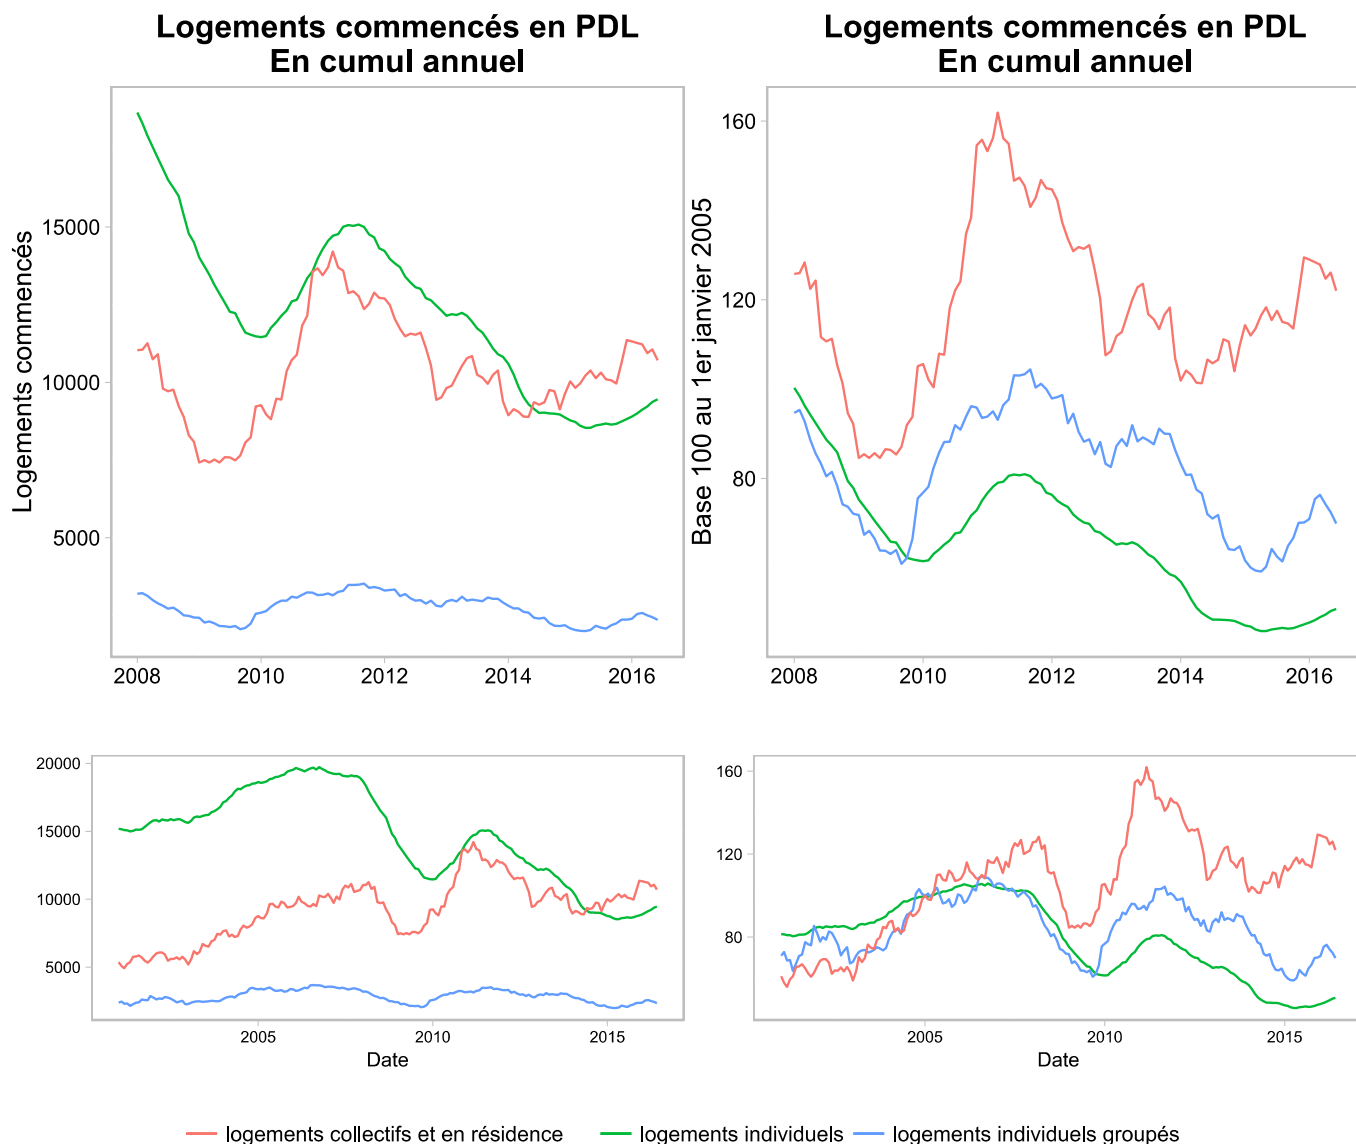 Logements commencés en PDL
En cumul annuel
Logements commencés
15000
10000
5000
2008
2010
2012
2014
2016
Logements commencés en PDL
En cumul annuel
Base 100 au 1er janvier 2005
160
120
80
2008
2010
2012
2014
2016
20000
15000
10000
5000
2005
2010
2015
Date
160
120
80
2005
2010
2015
Date
logements collectifs et en résidence
logements individuels
logements individuels groupés